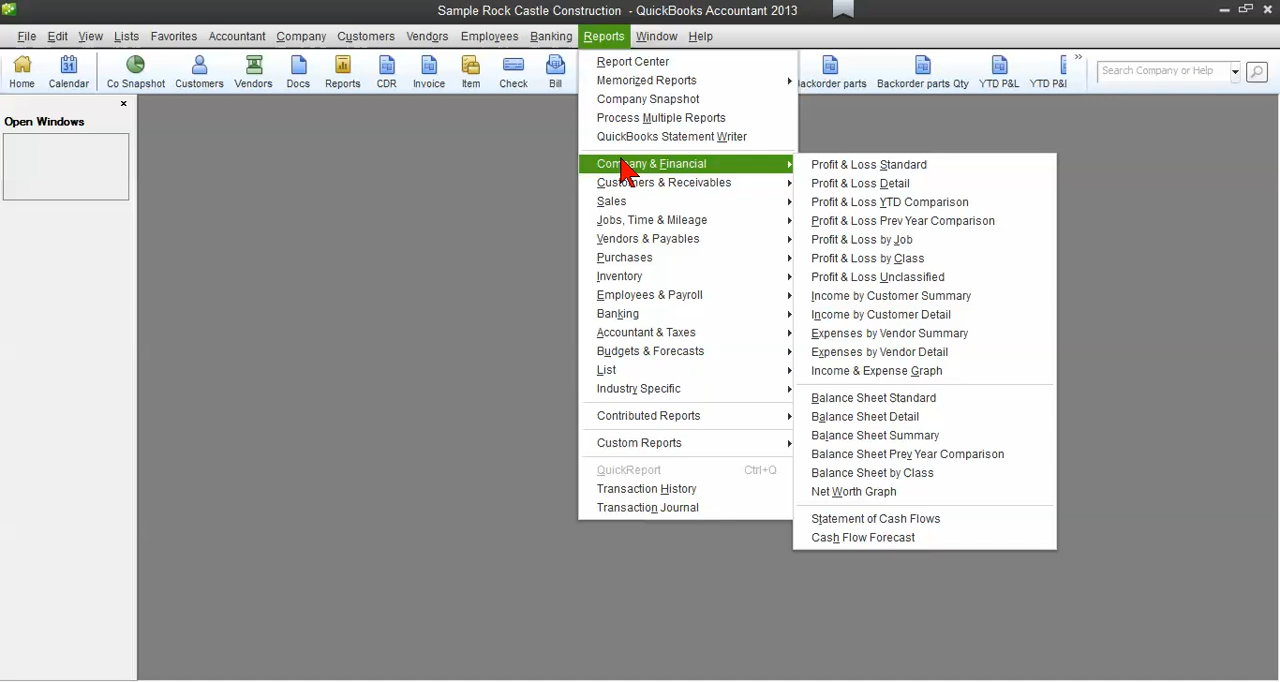 Sample Rock Castle Construction - QuickBooks Accountant 2013
File Edit View Lists Favorites Accountant Company Customers Vendors Employees Banking Reports Window Help
31
Home Calendar Co Snapshot Customers Vendors Docs Reports CDR Invoice Item Check Bill ackorder parts Backorder parts Qty YTD P&L YTD P&L
Search Company or Help
Open Windows
Report Center
Memorized Reports
Company Snapshot
Process Multiple Reports
QuickBooks Statement Writer
Company & Financial
Customers & Receivables
Sales
Jobs, Time & Mileage
Vendors & Payables
Purchases
Inventory
Employees & Payroll
Banking
Accountant & Taxes
Budgets & Forecasts
List
Industry Specific
Contributed Reports
Custom Reports
QuickReport Ctrl+Q
Transaction History
Transaction Journal
Profit & Loss Standard
Profit & Loss Detail
Profit & Loss YTD Comparison
Profit & Loss Prev Year Comparison
Profit & Loss by Job
Profit & Loss by Class
Profit & Loss Unclassified
Income by Customer Summary
Income by Customer Detail
Expenses by Vendor Summary
Expenses by Vendor Detail
Income & Expense Graph
Balance Sheet Standard
Balance Sheet Detail
Balance Sheet Summary
Balance Sheet Prev Year Comparison
Balance Sheet by Class
Net Worth Graph
Statement of Cash Flows
Cash Flow Forecast